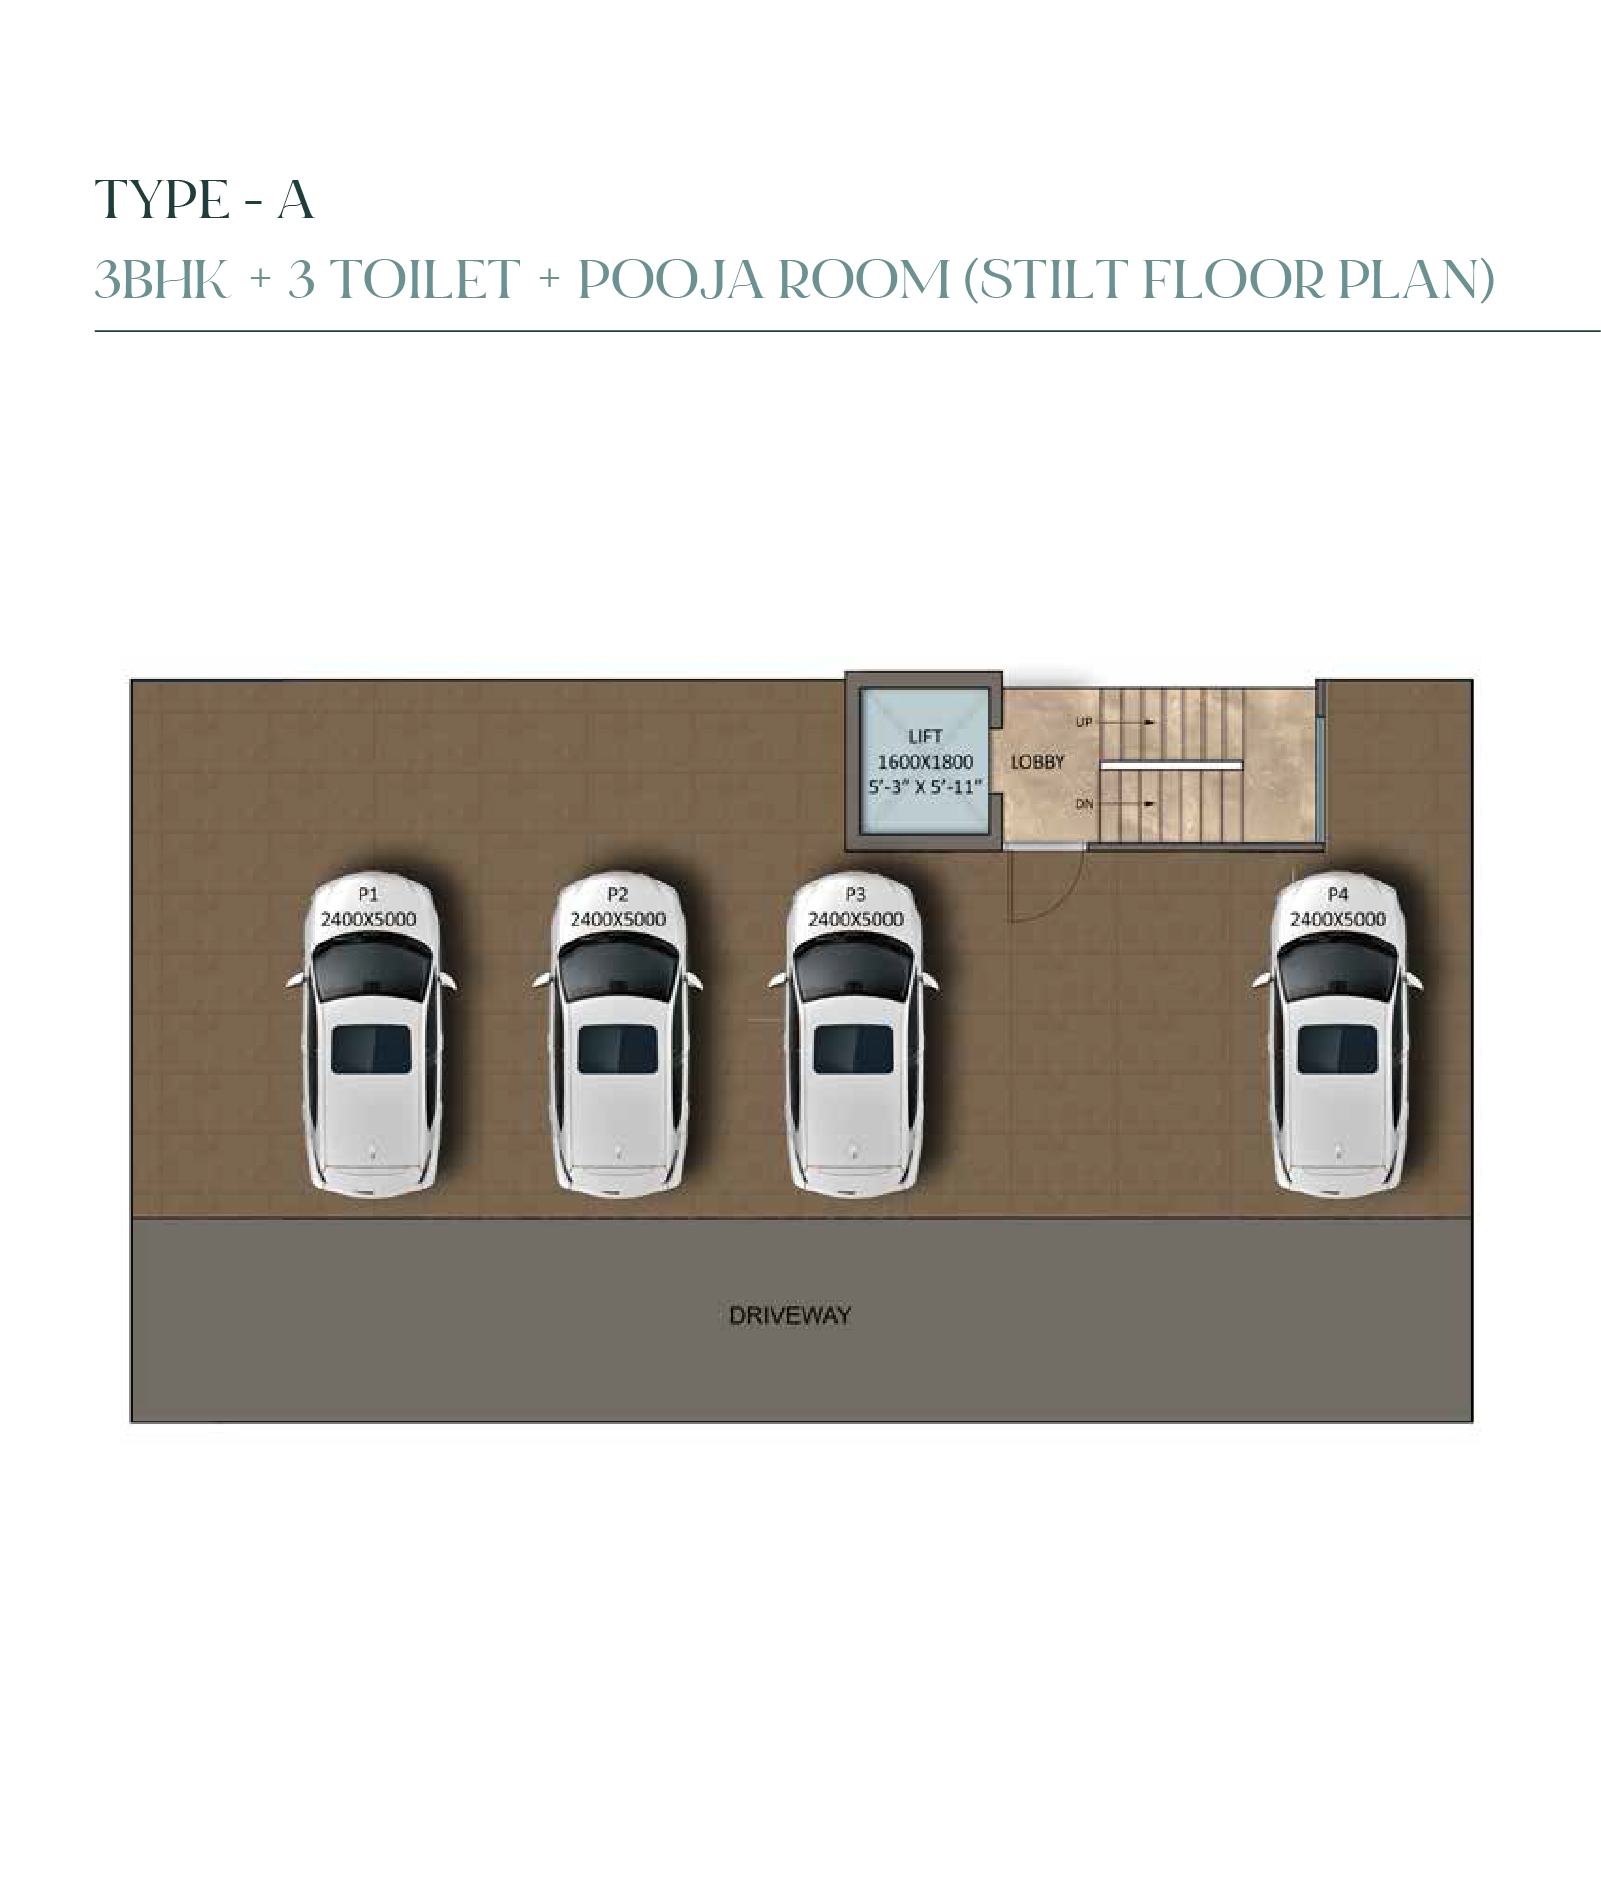 TYPE - A
3BHK + 3 TOILET + POOJA ROOM (STILT FLOOR PLAN)
LIFT
1600X1800
5'-3" X 5'-11"
LOBBY
UP
DN
P1
2400X5000
P2
2400X5000
P3
2400X5000
P4
2400X5000
DRIVEWAY